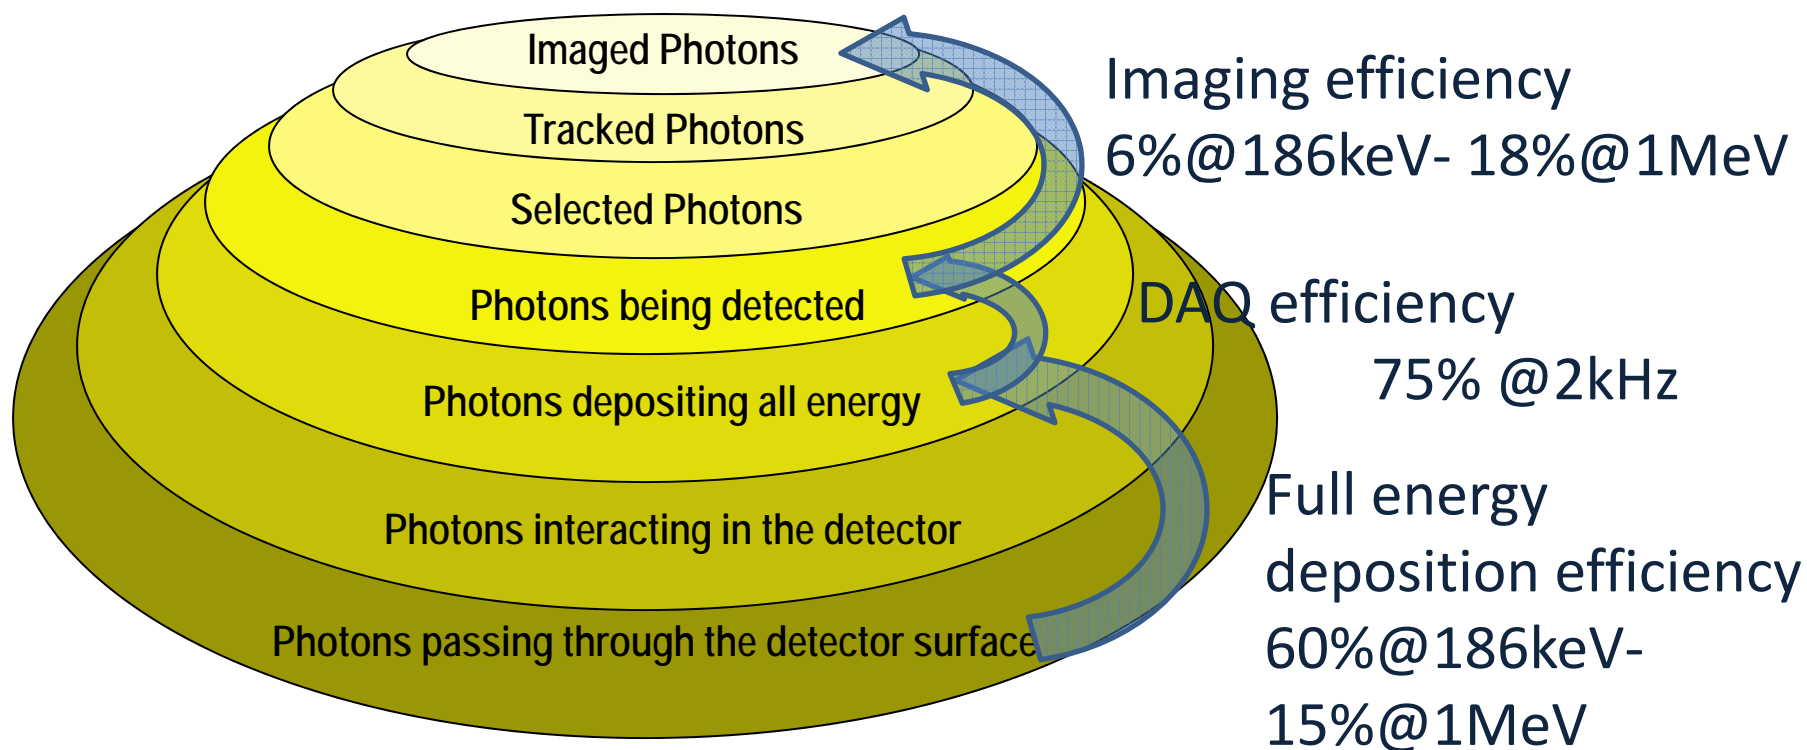 Imaged Photons
Tracked Photons
Selected Photons
Photons being detected
Photons depositing all energy
Photons interacting in the detector
Photons passing through the detector surface
Imaging efficiency
6%@186keV- 18%@1MeV
DAQ efficiency
75% @2kHz
Full energy
deposition efficiency
60%@186keV-
15%@1MeV